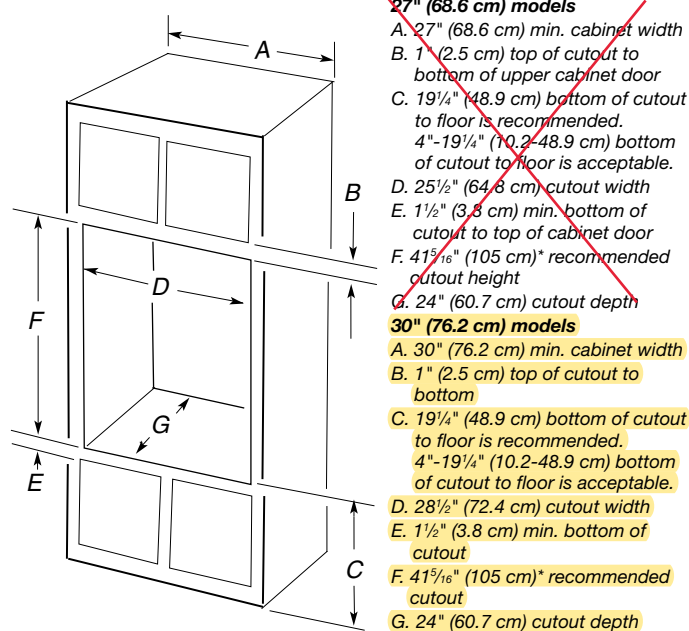 27" (68.6 cm) models
A. 27" (68.6 cm) min. cabinet width
B. 1" (2.5 cm) top of cutout to
bottom of upper cabinet door
C. 19¼" (48.9 cm) bottom of cutout
to floor is recommended.
4"-19¼" (10.2-48.9 cm) bottom
of cutout to floor is acceptable.
D. 25½" (64.8 cm) cutout width
E. 1½" (3.8 cm) min. bottom of
cutout to top of cabinet door
F. 41⁵⁄₁₆" (105 cm)* recommended
cutout height
G. 24" (60.7 cm) cutout depth
30" (76.2 cm) models
A. 30" (76.2 cm) min. cabinet width
B. 1" (2.5 cm) top of cutout to
bottom
C. 19¼" (48.9 cm) bottom of cutout
to floor is recommended.
4"-19¼" (10.2-48.9 cm) bottom
of cutout to floor is acceptable.
D. 28½" (72.4 cm) cutout width
E. 1½" (3.8 cm) min. bottom of
cutout
F. 41⁵⁄₁₆" (105 cm)* recommended
cutout
G. 24" (60.7 cm) cutout depth
A
B
D
F
G
E
C